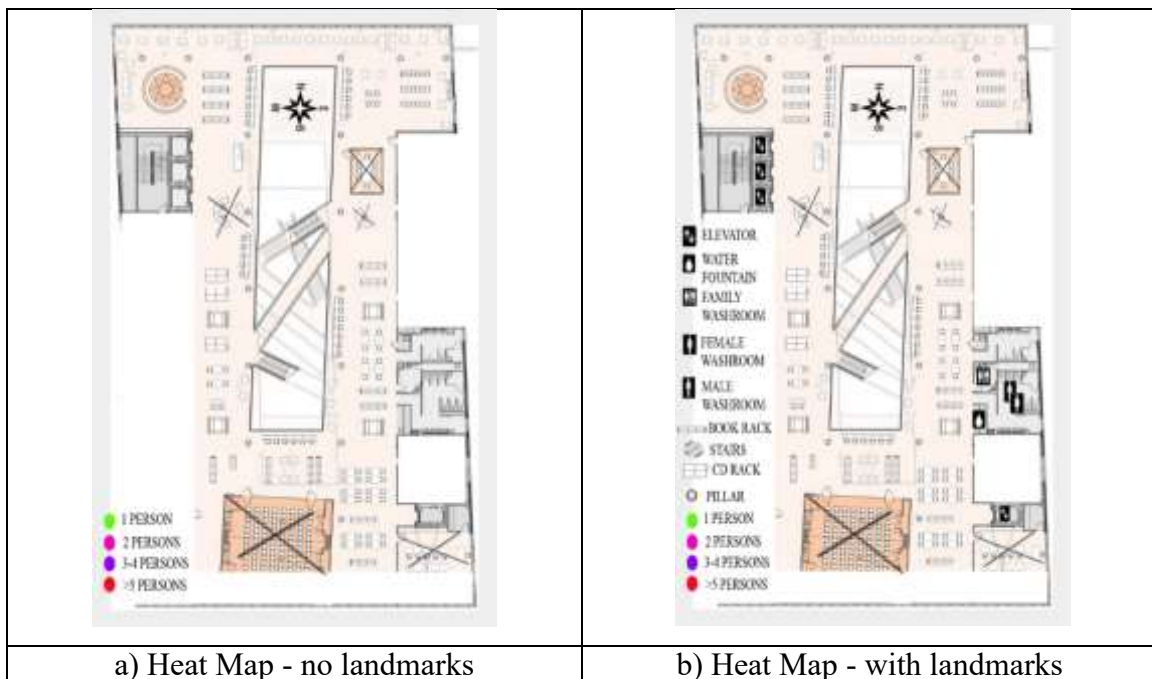 1 PERSON
2 PERSONS
3-4 PERSONS
>5 PERSONS
ELEVATOR
WATER
FOUNTAIN
FAMILY
WASHROOM
FEMALE
WASHROOM
MALE
WASHROOM
BOOK RACK
STAIRS
CD RACK
PILLAR
1 PERSON
2 PERSONS
3-4 PERSONS
>5 PERSONS
a) Heat Map - no landmarks
b) Heat Map - with landmarks